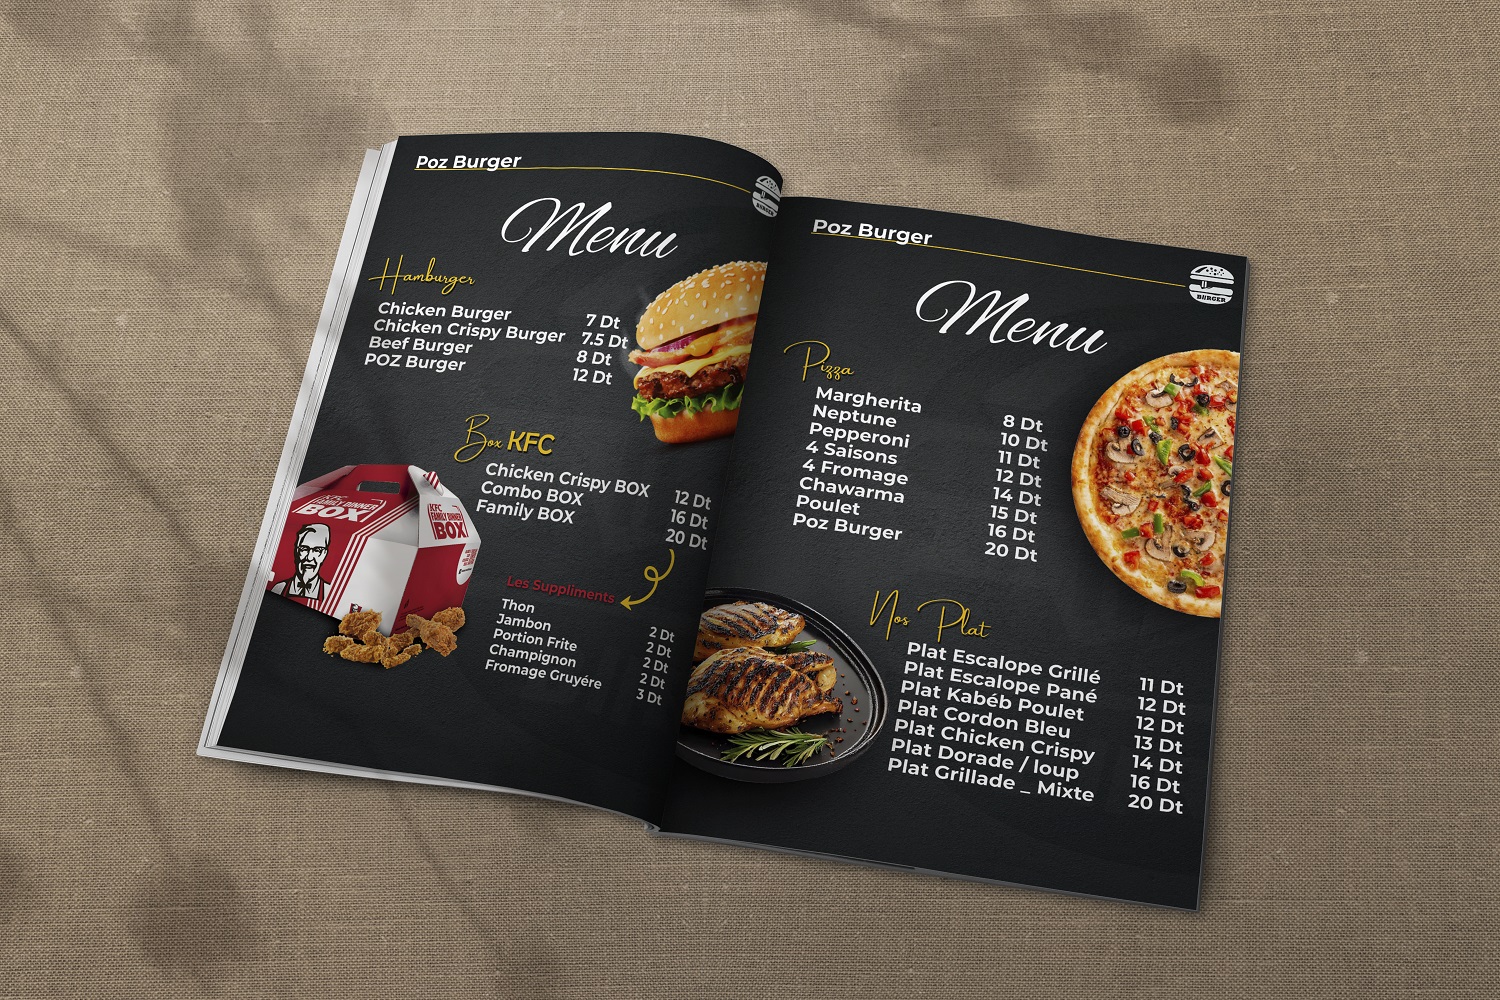 Poz Burger
BURGER
Menu
Hamburger
Chicken Burger 7 Dt
Chicken Crispy Burger 7.5 Dt
Beef Burger 8 Dt
POZ Burger 12 Dt
Box KFC
Chicken Crispy BOX 12 Dt
Combo BOX 16 Dt
Family BOX 20 Dt
KFC
FAMILY DINNER
BOX
KFC
FAMILY DINNER
BOX
Les Suppliments
Thon 2 Dt
Jambon 2 Dt
Portion Frite 2 Dt
Champignon 2 Dt
Fromage Gruyére 3 Dt
Poz Burger
BURGER
Menu
Pizza
Margherita 8 Dt
Neptune 10 Dt
Pepperoni 11 Dt
4 Saisons 12 Dt
4 Fromage 14 Dt
Chawarma 15 Dt
Poulet 16 Dt
Poz Burger 20 Dt
Nos Plat
Plat Escalope Grillé 11 Dt
Plat Escalope Pané 12 Dt
Plat Kabéb Poulet 12 Dt
Plat Cordon Bleu 13 Dt
Plat Chicken Crispy 14 Dt
Plat Dorade / loup 16 Dt
Plat Grillade _ Mixte 20 Dt